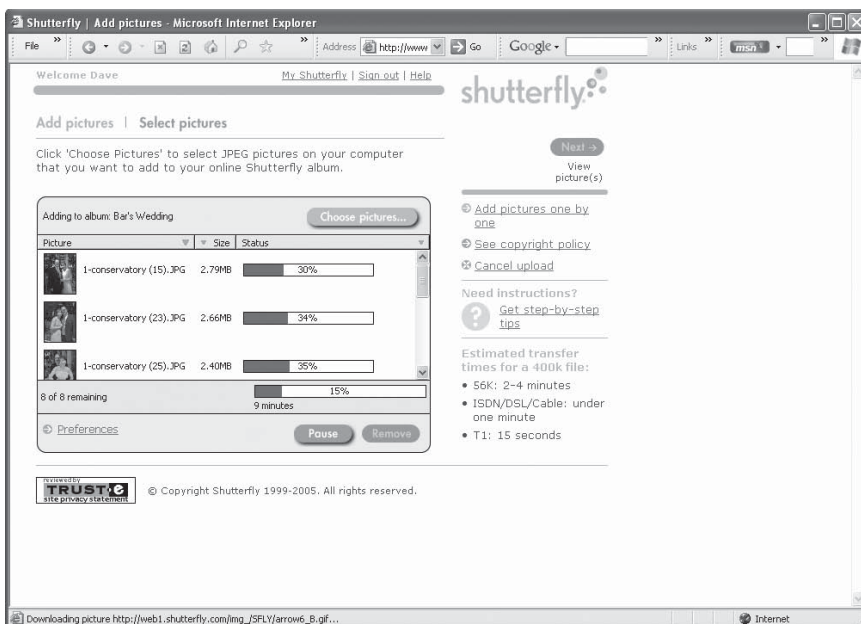 Shutterfly | Add pictures - Microsoft Internet Explorer
File » » Address http://www Go Google » Links » msn »
Welcome Dave My Shutterfly | Sign out | Help
shutterfly
Add pictures | Select pictures
Click 'Choose Pictures' to select JPEG pictures on your computer
that you want to add to your online Shutterfly album.
Adding to album: Bar's Wedding Choose pictures...
Picture Size Status
1-conservatory (15).JPG 2.79MB 30%
1-conservatory (23).JPG 2.66MB 34%
1-conservatory (25).JPG 2.40MB 35%
8 of 8 remaining 15%
9 minutes
Preferences Pause Remove
Next →
View
picture(s)
Add pictures one by
one
See copyright policy
Cancel upload
Need instructions?
? Get step-by-step
tips
Estimated transfer
times for a 400k file:
• 56K: 2-4 minutes
• ISDN/DSL/Cable: under
one minute
• T1: 15 seconds
reviewed by
TRUST e
site privacy statement
© Copyright Shutterfly 1999-2005. All rights reserved.
Downloading picture http://web1.shutterfly.com/img_/SFLY/arrow6_B.gif... Internet